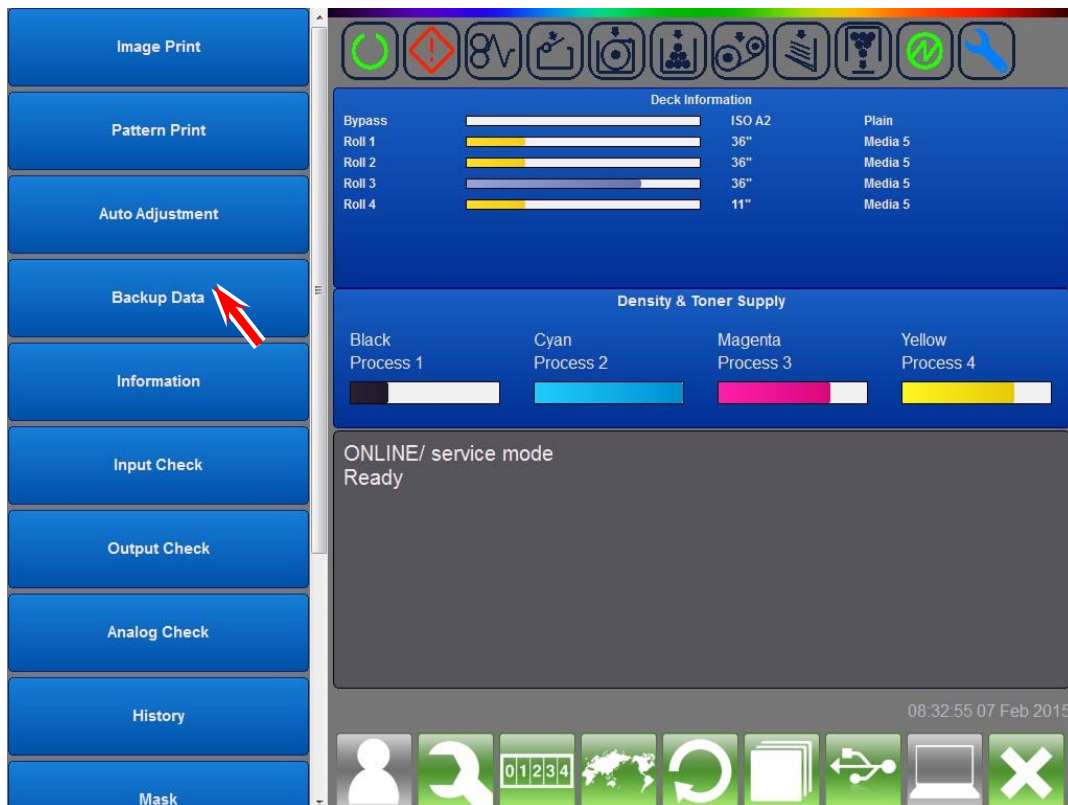 Image Print
Pattern Print
Auto Adjustment
Backup Data
Information
Input Check
Output Check
Analog Check
History
Mask
Deck Information
Bypass ISO A2 Plain
Roll 1 36" Media 5
Roll 2 36" Media 5
Roll 3 36" Media 5
Roll 4 11" Media 5
Density & Toner Supply
Black Cyan Magenta Yellow
Process 1 Process 2 Process 3 Process 4
ONLINE/ service mode
Ready
08:32:55 07 Feb 2015
01234